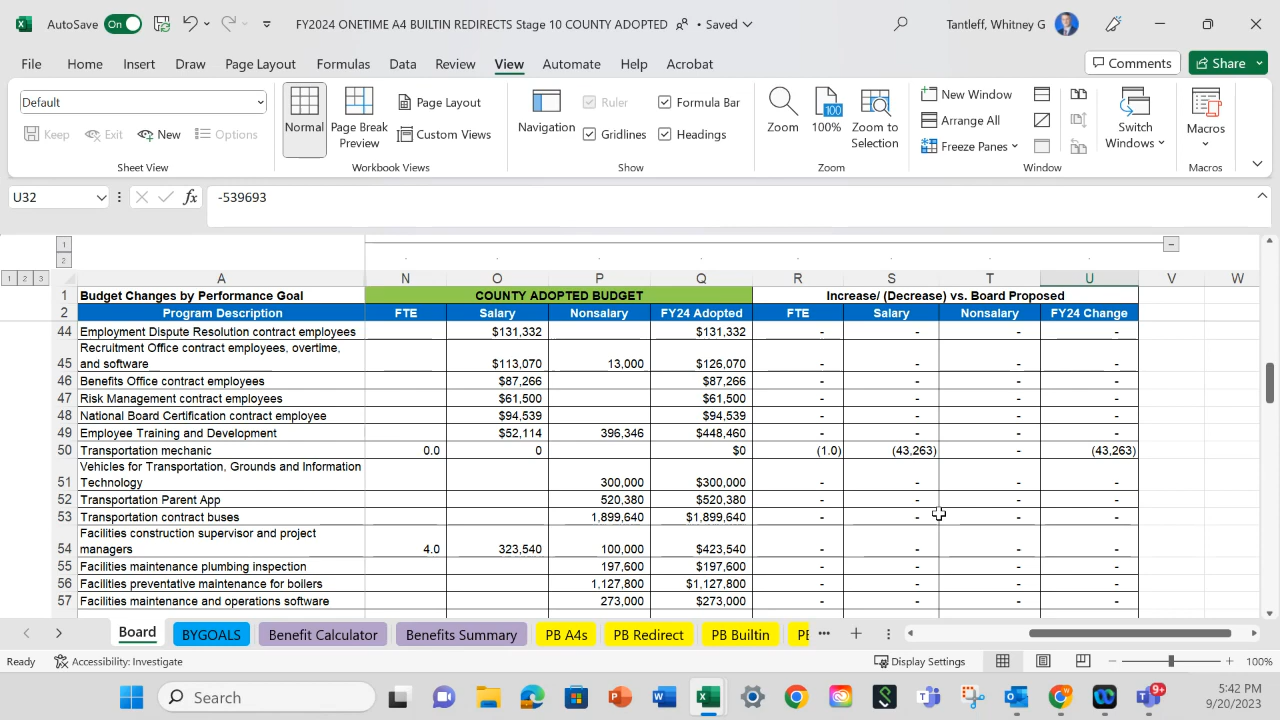 AutoSave On FY2024 ONETIME A4 BUILTIN REDIRECTS Stage 10 COUNTY ADOPTED • Saved Tantleff, Whitney G
File Home Insert Draw Page Layout Formulas Data Review View Automate Help Acrobat Comments Share
Default
Keep Exit New Options
Sheet View
Normal Page Break Preview Page Layout Custom Views
Workbook Views
Navigation Ruler Gridlines Formula Bar Headings
Show
Zoom 100% Zoom to Selection
Zoom
New Window Arrange All Freeze Panes Switch Windows
Window
Macros
Macros
U32 fx -539693
1
2
1 2 3 A N O P Q R S T U V W
1 Budget Changes by Performance Goal COUNTY ADOPTED BUDGET Increase/ (Decrease) vs. Board Proposed
2 Program Description FTE Salary Nonsalary FY24 Adopted FTE Salary Nonsalary FY24 Change
44 Employment Dispute Resolution contract employees $131,332 $131,332 - - - -
Recruitment Office contract employees, overtime,
45 and software $113,070 13,000 $126,070 - - - -
46 Benefits Office contract employees $87,266 $87,266 - - - -
47 Risk Management contract employees $61,500 $61,500 - - - -
48 National Board Certification contract employee $94,539 $94,539 - - - -
49 Employee Training and Development $52,114 396,346 $448,460 - - - -
50 Transportation mechanic 0.0 0 $0 (1.0) (43,263) - (43,263)
Vehicles for Transportation, Grounds and Information
51 Technology 300,000 $300,000 - - - -
52 Transportation Parent App 520,380 $520,380 - - - -
53 Transportation contract buses 1,899,640 $1,899,640 - - - -
Facilities construction supervisor and project
54 managers 4.0 323,540 100,000 $423,540 - - - -
55 Facilities maintenance plumbing inspection 197,600 $197,600 - - - -
56 Facilities preventative maintenance for boilers 1,127,800 $1,127,800 - - - -
57 Facilities maintenance and operations software 273,000 $273,000 - - - -
Board BYGOALS Benefit Calculator Benefits Summary PB A4s PB Redirect PB Builtin
Ready Accessibility: Investigate Display Settings 100%
Search 9+ 5:42 PM
9/20/2023